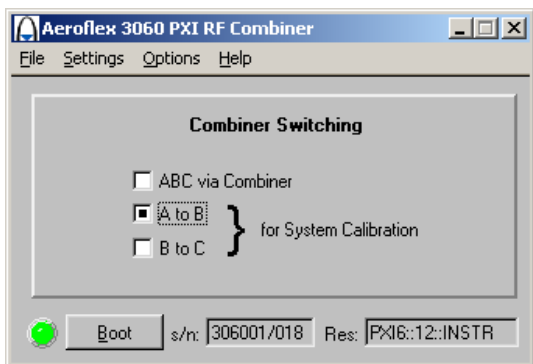 Aeroflex 3060 PXI RF Combiner
File Settings Options Help
Combiner Switching
ABC via Combiner
A to B
B to C
} for System Calibration
Boot s/n: 306001/018 Res: PXI6::12::INSTR